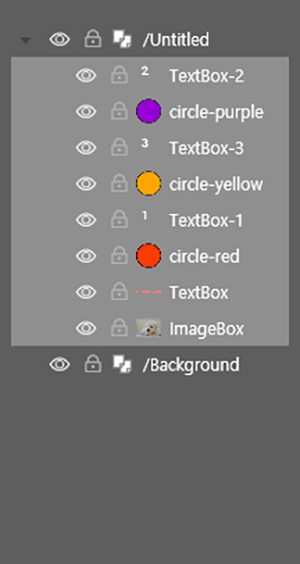 /Untitled
2 TextBox-2
circle-purple
3 TextBox-3
circle-yellow
1 TextBox-1
circle-red
TextBox
ImageBox
/Background